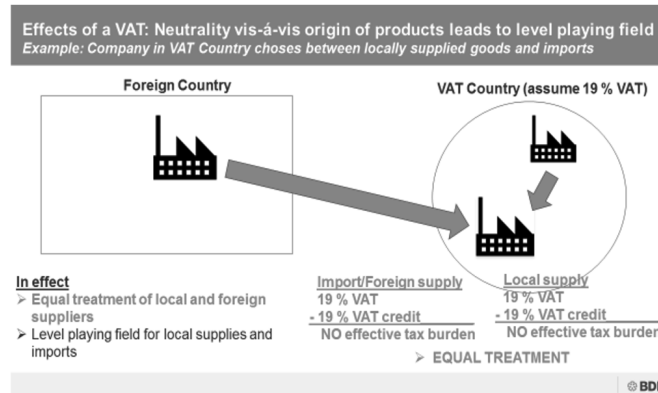 Effects of a VAT: Neutrality vis-á-vis origin of products leads to level playing field
Example: Company in VAT Country choses between locally supplied goods and imports
Foreign Country
VAT Country (assume 19 % VAT)
In effect
➢ Equal treatment of local and foreign
suppliers
➢ Level playing field for local supplies and
imports
Import/Foreign supply
19 % VAT
- 19 % VAT credit
NO effective tax burden
Local supply
19 % VAT
- 19 % VAT credit
NO effective tax burden
➢ EQUAL TREATMENT